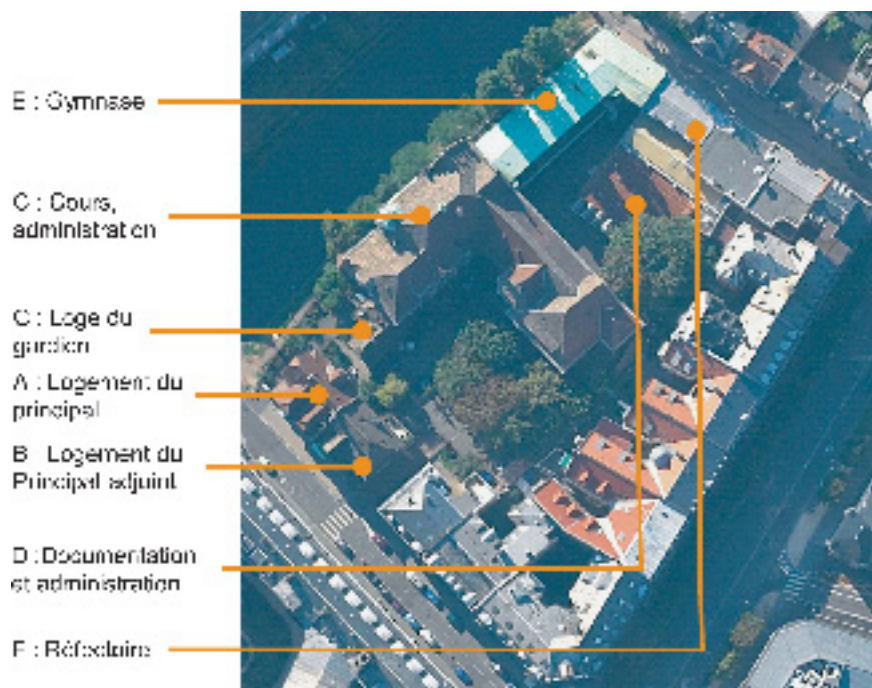 E : Gymnase
C : Cours,
administration
C : Loge du
gardien
A : Logement du
principal
B : Logement du
Principal adjoint
D : Documentation
et administration
F : Réfectoire